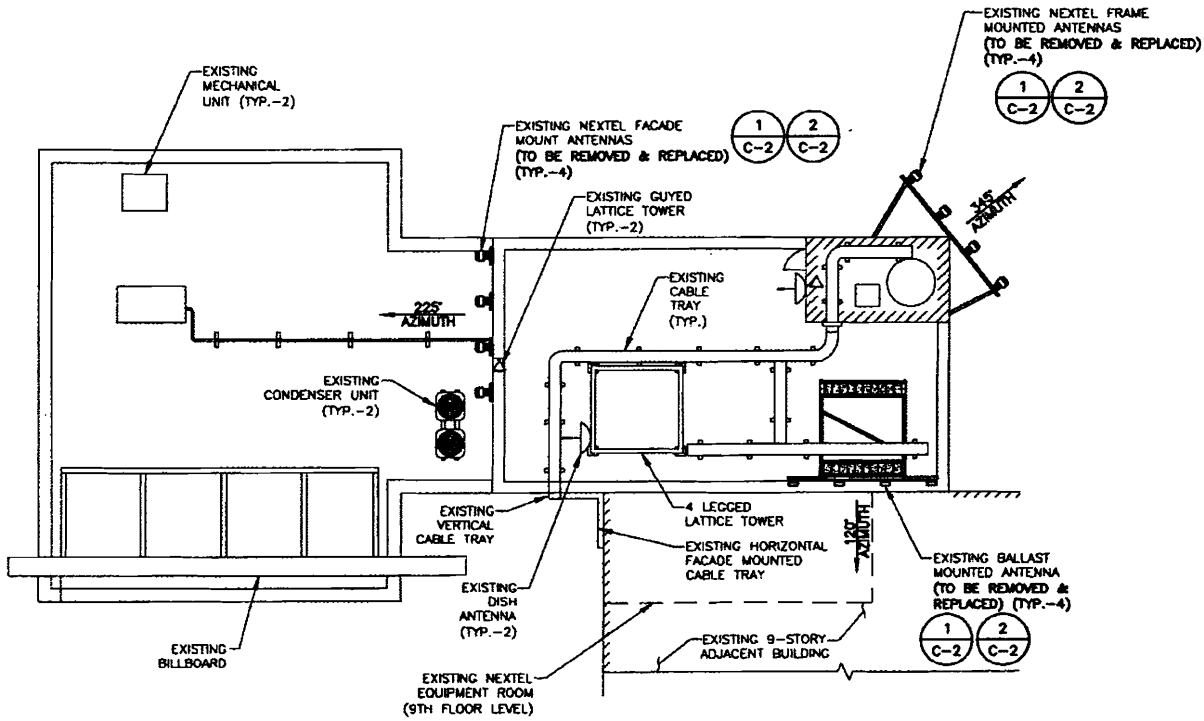 EXISTING NEXTEL FRAME
MOUNTED ANTENNAS
(TO BE REMOVED & REPLACED)
(TYP.-4)
1
C-2
2
C-2
EXISTING
MECHANICAL
UNIT (TYP.-2)
EXISTING NEXTEL FACADE
MOUNT ANTENNAS
(TO BE REMOVED & REPLACED)
(TYP.-4)
1
C-2
2
C-2
EXISTING GUYED
LATTICE TOWER
(TYP.-2)
345°
AZIMUTH
EXISTING
CABLE
TRAY
(TYP.)
225°
AZIMUTH
EXISTING
CONDENSER UNIT
(TYP.-2)
EXISTING
VERTICAL
CABLE TRAY
4 LEGGED
LATTICE TOWER
EXISTING HORIZONTAL
FACADE MOUNTED
CABLE TRAY
120°
AZIMUTH
EXISTING BALLAST
MOUNTED ANTENNA
(TO BE REMOVED &
REPLACED) (TYP.-4)
1
C-2
2
C-2
EXISTING
DISH
ANTENNA
(TYP.-2)
EXISTING
BILLBOARD
EXISTING 9-STORY
ADJACENT BUILDING
EXISTING NEXTEL
EQUIPMENT ROOM
(9TH FLOOR LEVEL)